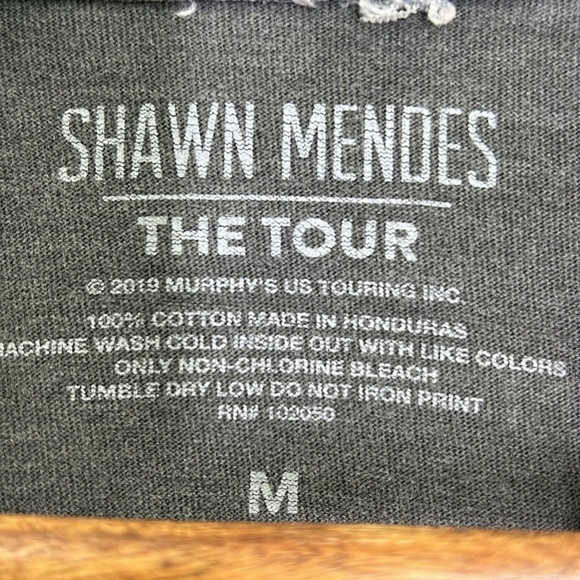 SHAWN MENDES
THE TOUR
© 2019 MURPHY'S US TOURING INC.
100% COTTON MADE IN HONDURAS
MACHINE WASH COLD INSIDE OUT WITH LIKE COLORS
ONLY NON-CHLORINE BLEACH
TUMBLE DRY LOW DO NOT IRON PRINT
RN# 102050
M